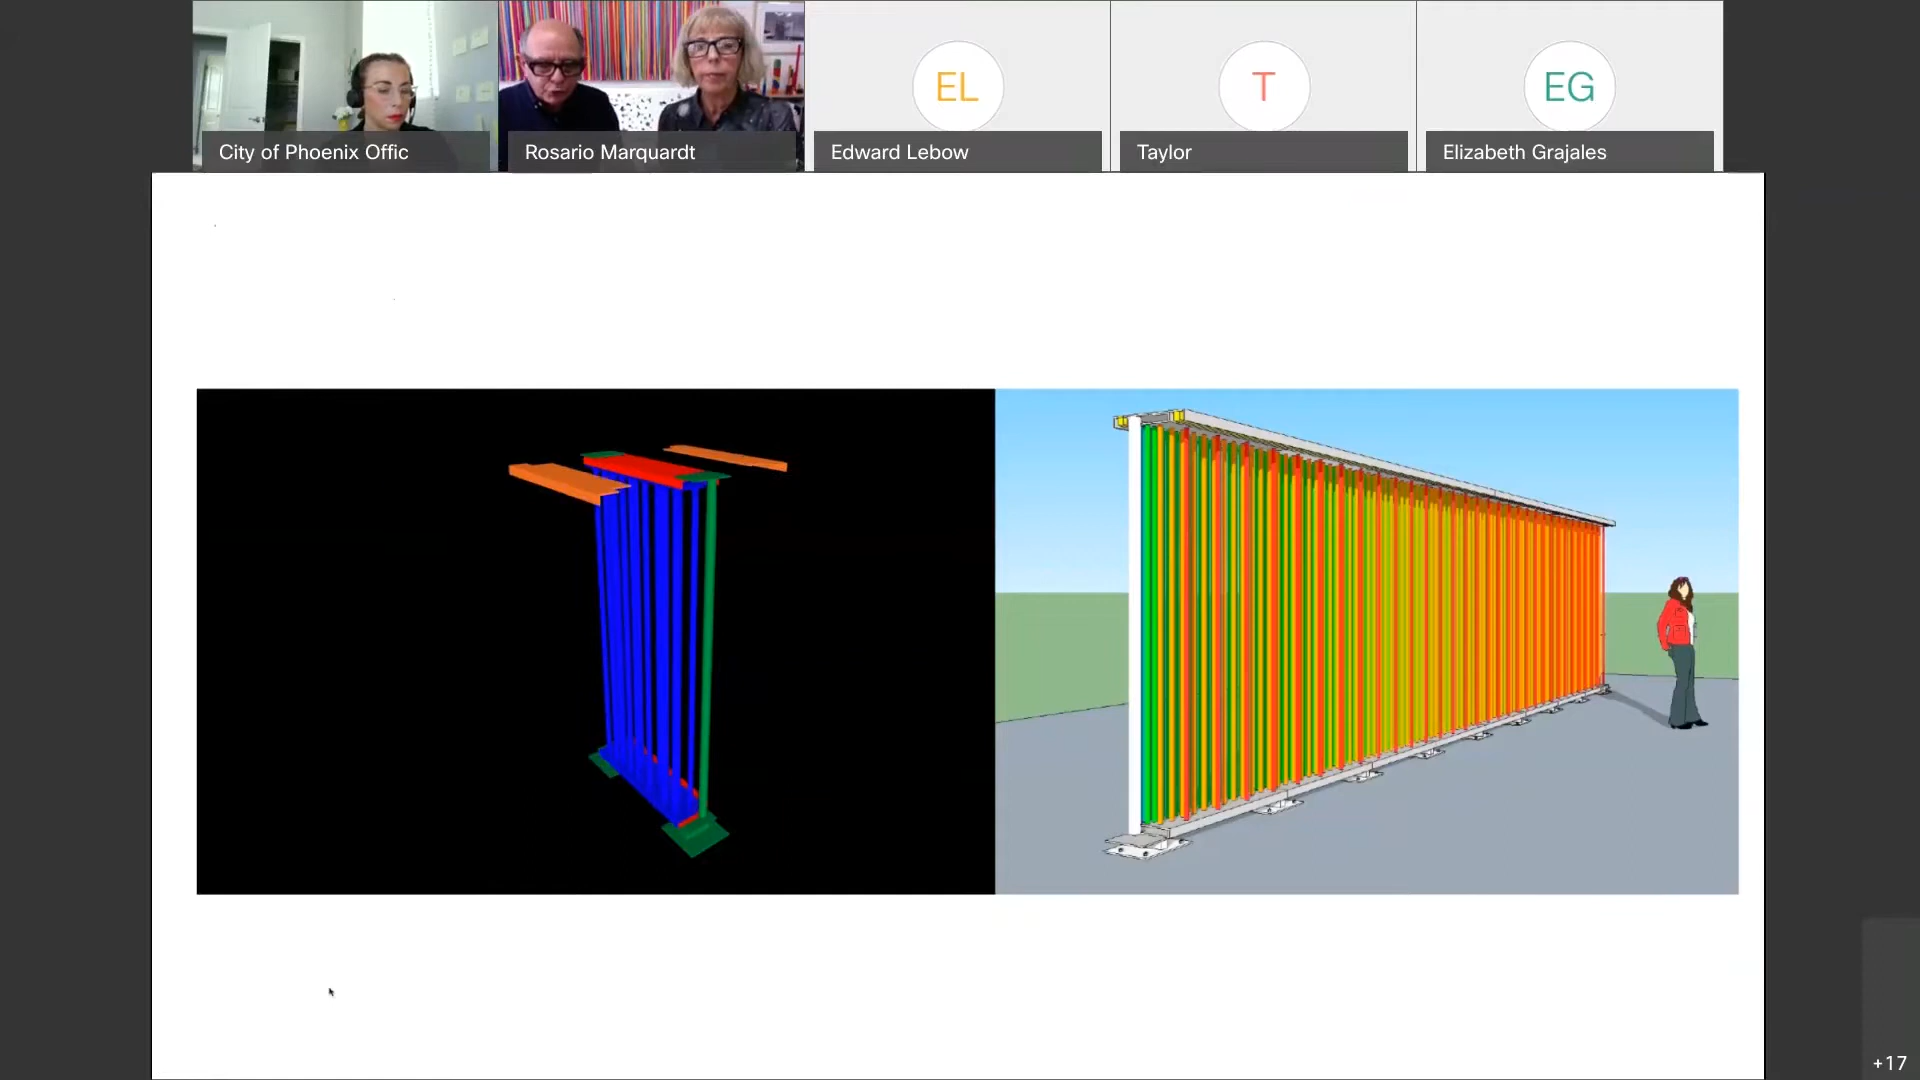 EL
T
EG
City of Phoenix Offic
Rosario Marquardt
Edward Lebow
Taylor
Elizabeth Grajales
+17